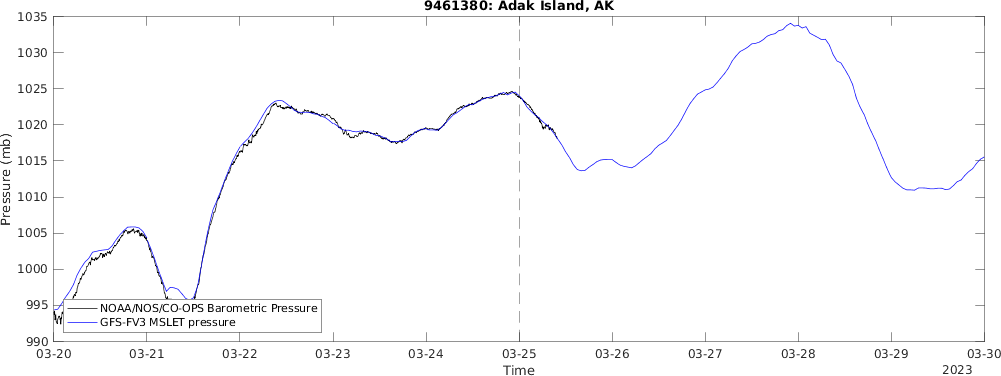 9461380: Adak Island, AK
Pressure (mb)
1035
1030
1025
1020
1015
1010
1005
1000
995
990
NOAA/NOS/CO-OPS Barometric Pressure
GFS-FV3 MSLET pressure
03-20 03-21 03-22 03-23 03-24 03-25 03-26 03-27 03-28 03-29 03-30
Time
2023